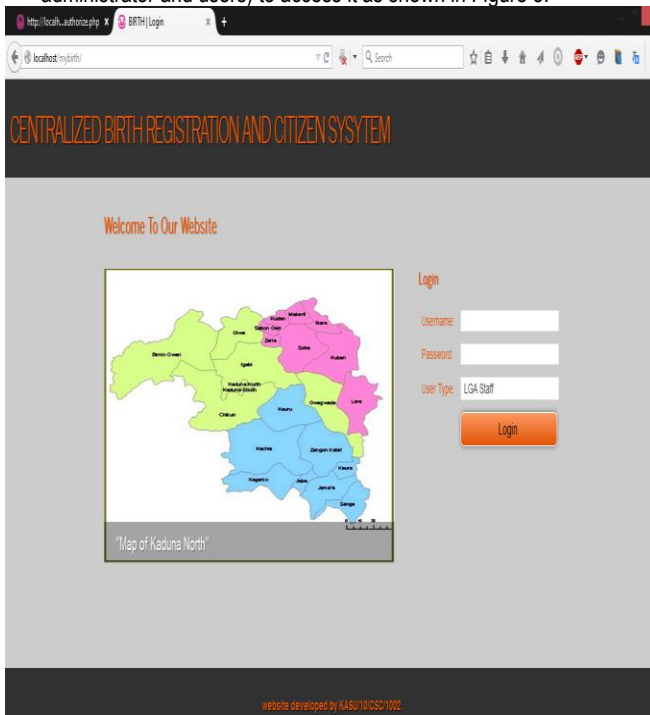 administrator and users) to access it as shown in Figure
http://localh..authorize.php x BIRTH | Login x +
localhost/mybirth/ Search
CENTRALIZED BIRTH REGISTRATION AND CITIZEN SYSYTEM
Welcome To Our Website
Login
Username:
Password:
User Type: LGA Staff
Login
Makarfi
Kudan
Ikara
Sabon Gari
Giwa
Zaria
Soba
Kubau
Birnin Gwari
Igabi
Kaduna North
Kaduna South
Chikun
Kauru
Lere
Kachia
Zangon Kataf
Kaura
Kagarko
Jaba
Jema'a
Sanga
"Map of Kaduna North"
website developed by KASU/10/CSC/1002